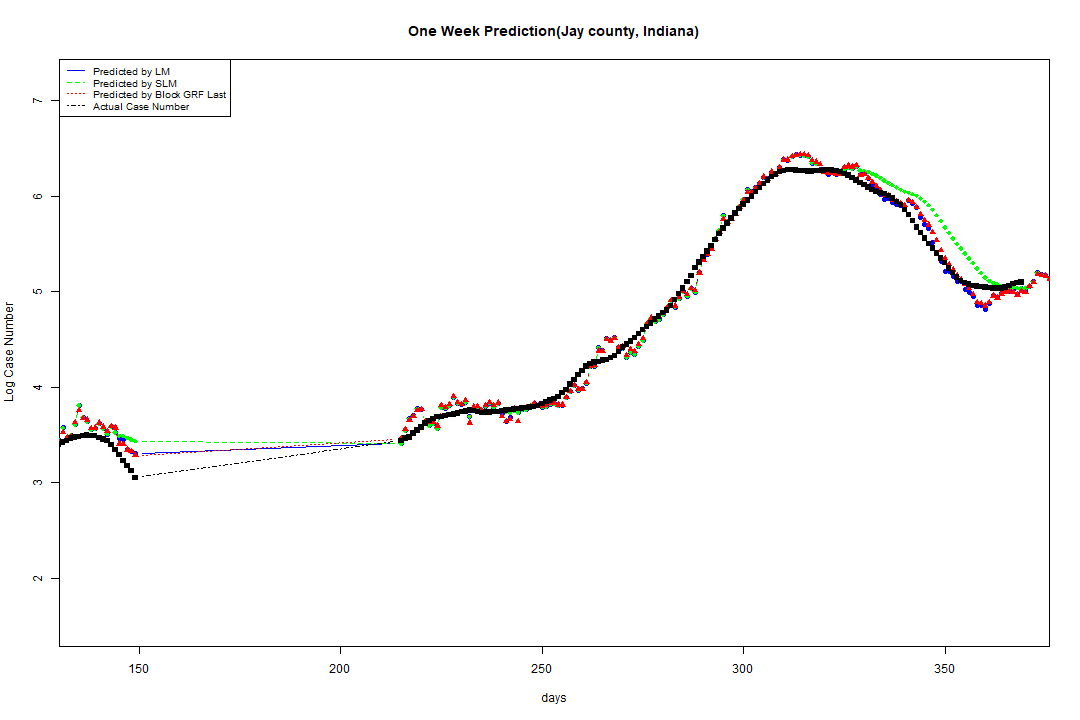 One Week Prediction(Jay county, Indiana)
Predicted by LM
Predicted by SLM
Predicted by Block GRF Last
Actual Case Number
7
6
5
4
3
2
Log Case Number
150 200 250 300 350
days